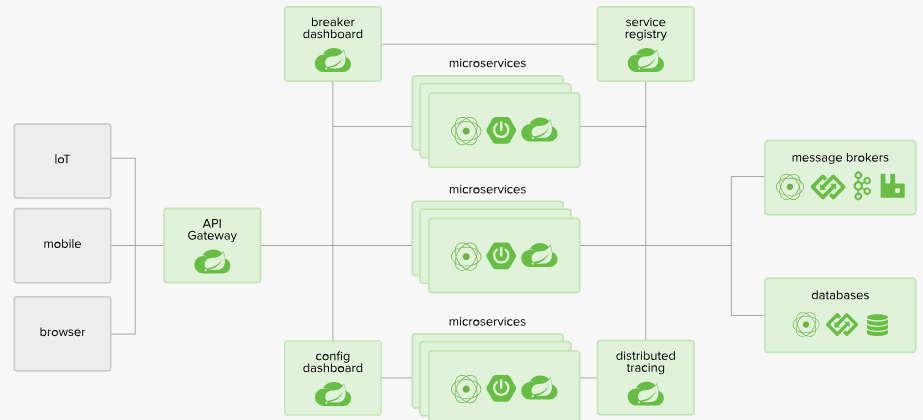 breaker
dashboard
service
registry
microservices
IoT
message brokers
microservices
API
Gateway
mobile
databases
microservices
browser
config
dashboard
distributed
tracing